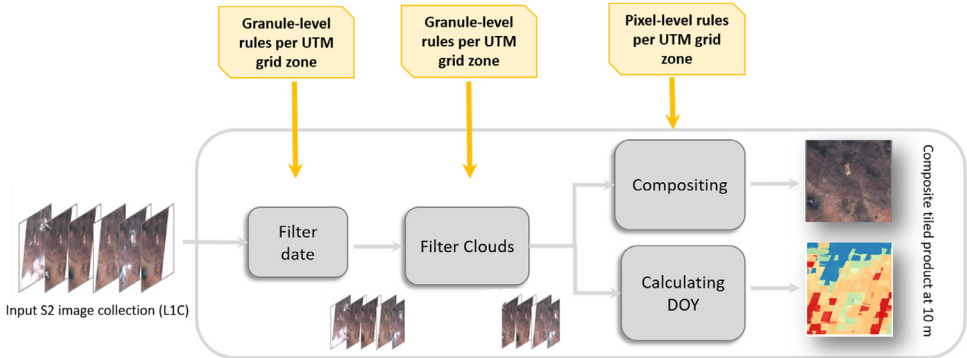 Granule-level
rules per UTM
grid zone
Granule-level
rules per UTM
grid zone
Pixel-level rules
per UTM grid
zone
Input S2 image collection (L1C)
Filter
date
Filter Clouds
Compositing
Calculating
DOY
Composite tiled product at 10 m